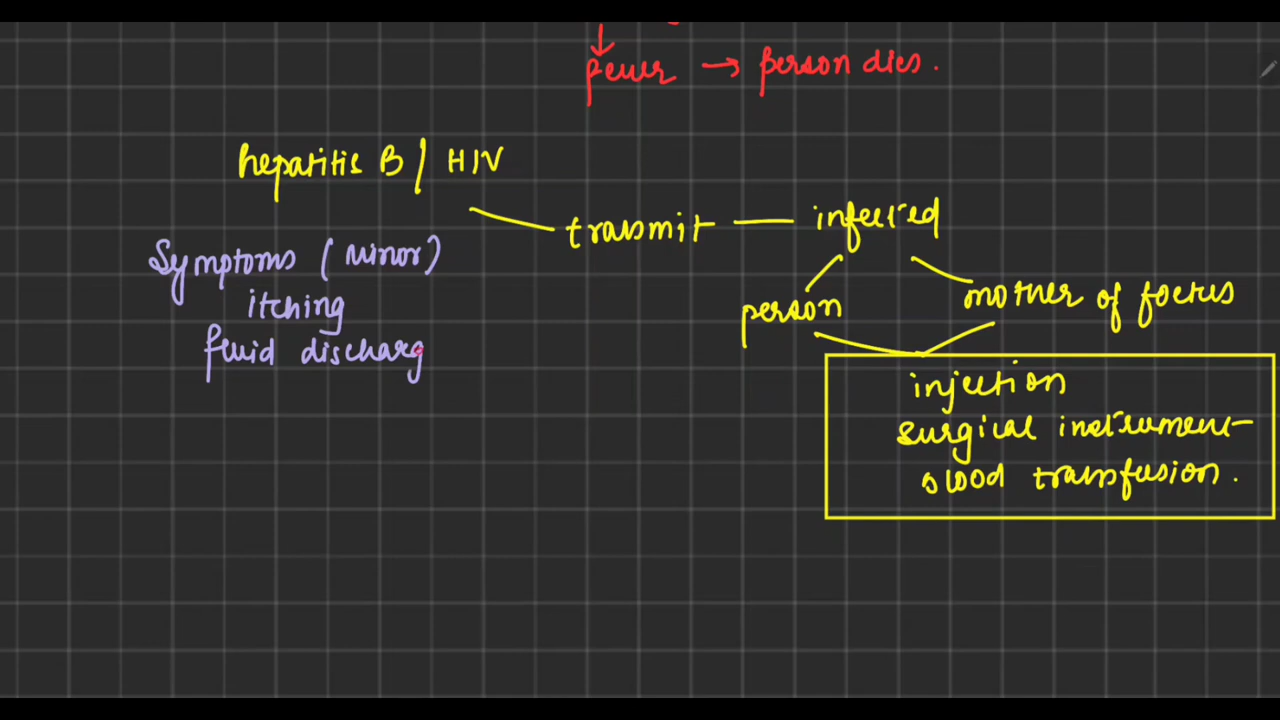 fever → person dies.
hepatitis B / HIV
transmit — infected
Symptoms (minor)
person
mother of foetus
itching
fluid discharg
injection
surgical instrument
blood transfusion.